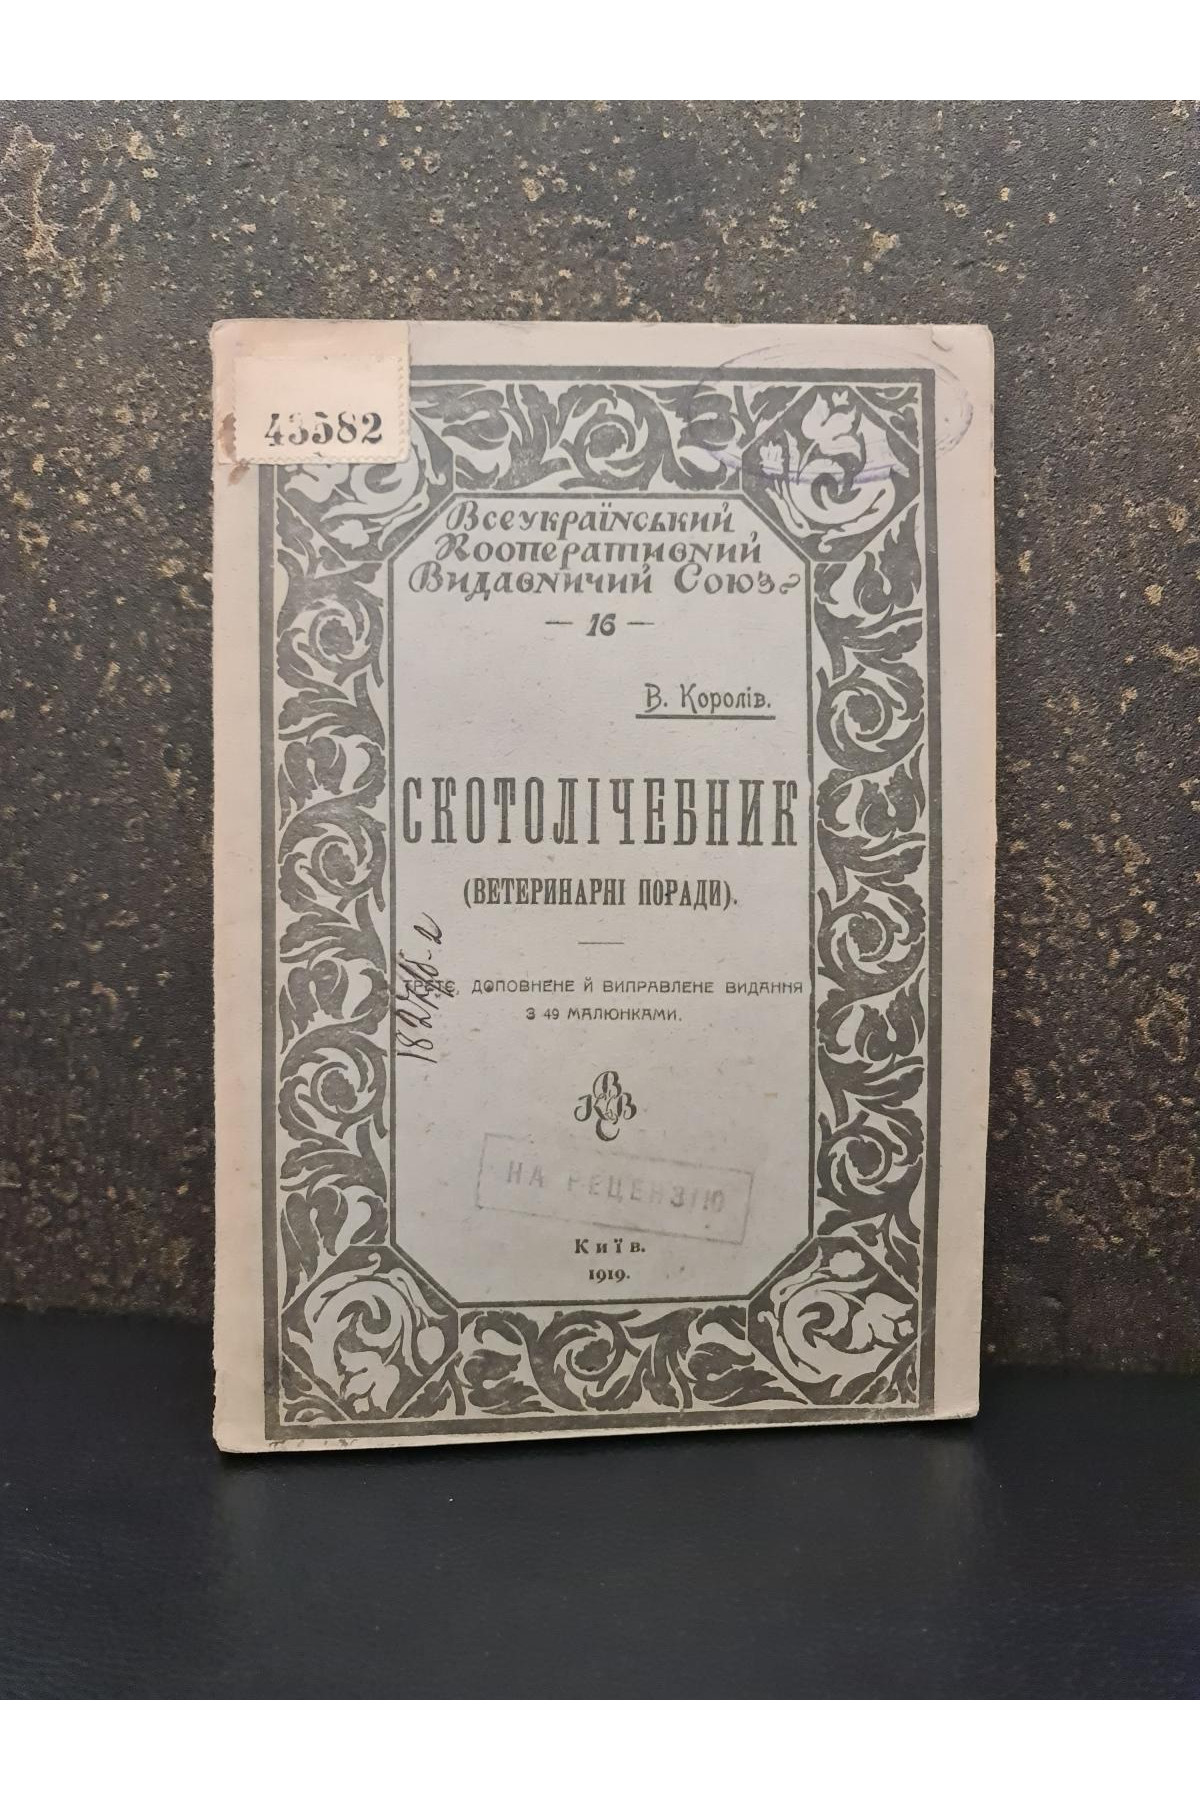 43582
Всеукраїнський
Кооперативний
Видавничий Союз
— 16 —
В. Королів.
СКОТОЛІЧЕБНИК
(ВЕТЕРИНАРНІ ПОРАДИ).
ТРЕТЄ, ДОПОВНЕНЕ Й ВИПРАВЛЕНЕ ВИДАННЯ
З 49 МАЛЮНКАМИ.
НА РЕЦЕНЗІЮ
Київ.
1919.